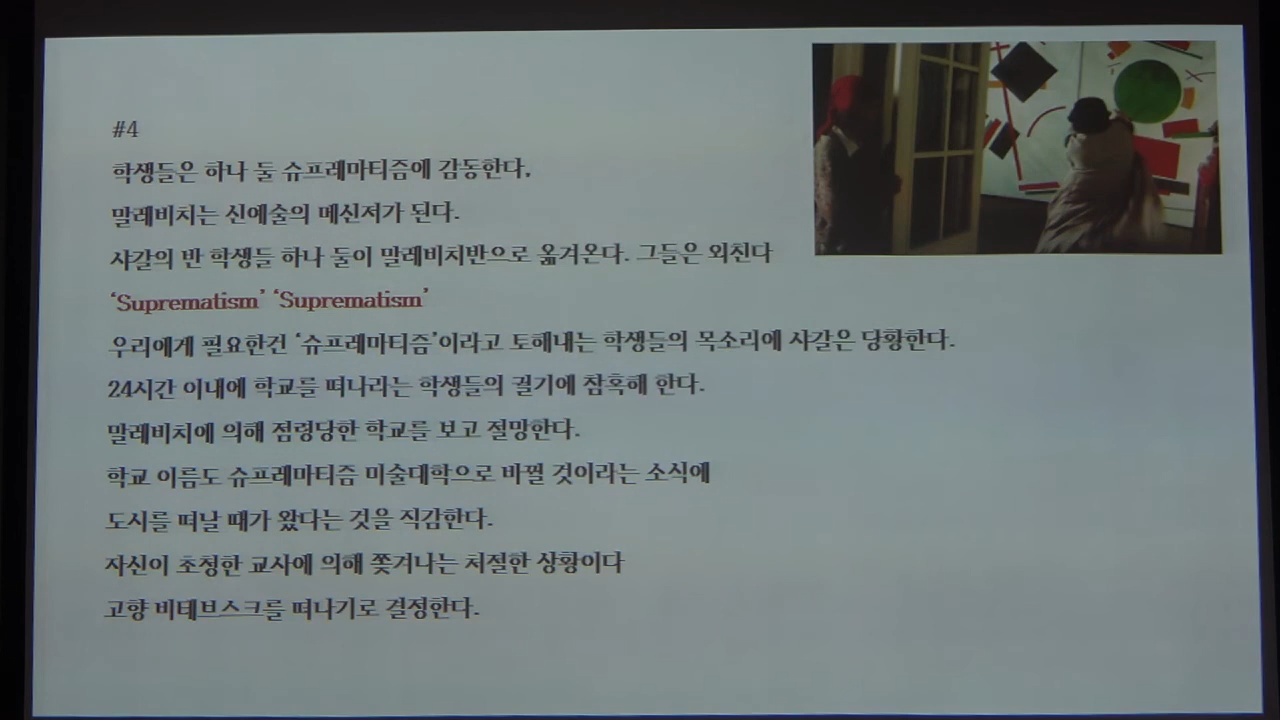 #4
학생들은 하나 둘 슈프레마티즘에 감동한다,
말레비치는 신예술의 메신저가 된다.
샤갈의 반 학생들 하나 둘이 말레비치반으로 옮겨온다. 그들은 외친다
‘Suprematism’ ‘Suprematism’
우리에게 필요한건 ‘슈프레마티즘’이라고 토해내는 학생들의 목소리에 샤갈은 당황한다.
24시간 이내에 학교를 떠나라는 학생들의 궐기에 참혹해 한다.
말레비치에 의해 점령당한 학교를 보고 절망한다.
학교 이름도 슈프레마티즘 미술대학으로 바뀔 것이라는 소식에
도시를 떠날 때가 왔다는 것을 직감한다.
자신이 초청한 교사에 의해 쫓겨나는 처절한 상황이다
고향 비테브스크를 떠나기로 결정한다.